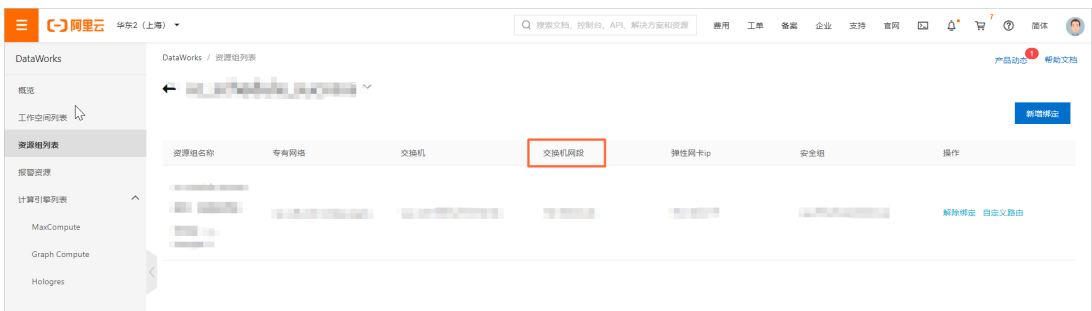 阿里云 华东2（上海） 搜索文档、控制台、API、解决方案和资源 费用 工单 备案 企业 支持 官网 7 简体
DataWorks
DataWorks / 资源组列表
产品动态 1 帮助文档
概览
工作空间列表
新增绑定
资源组列表
资源组名称 专有网络 交换机 交换机网段 弹性网卡ip 安全组 操作
报警资源
计算引擎列表
解除绑定 自定义路由
MaxCompute
Graph Compute
Hologres